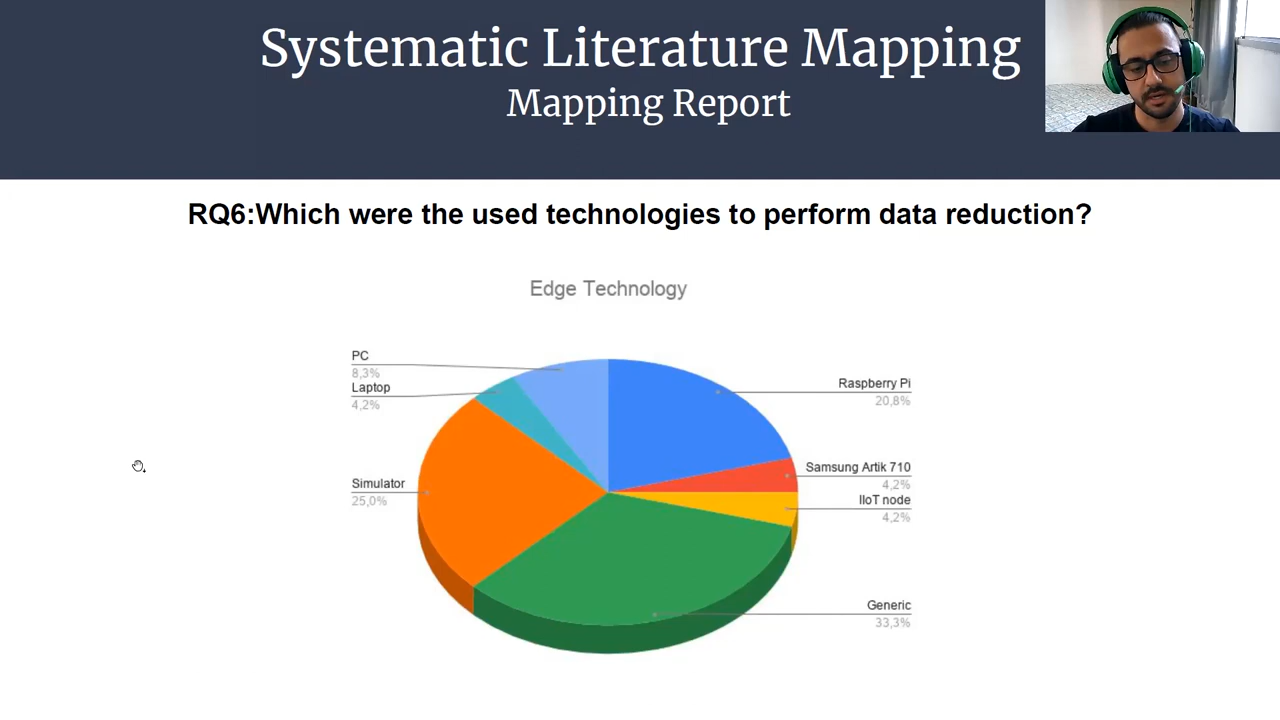 Systematic Literature Mapping
Mapping Report
RQ6:Which were the used technologies to perform data reduction?
Edge Technology
PC
8,3%
Laptop
4,2%
Simulator
25,0%
Raspberry Pi
20,8%
Samsung Artik 710
4,2%
IIoT node
4,2%
Generic
33,3%